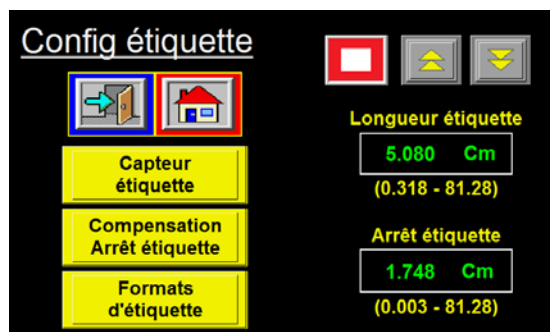 Config étiquette
Capteur
étiquette
Compensation
Arrêt étiquette
Formats
d'étiquette
Longueur étiquette
5.080 Cm
(0.318 - 81.28)
Arrêt étiquette
1.748 Cm
(0.003 - 81.28)